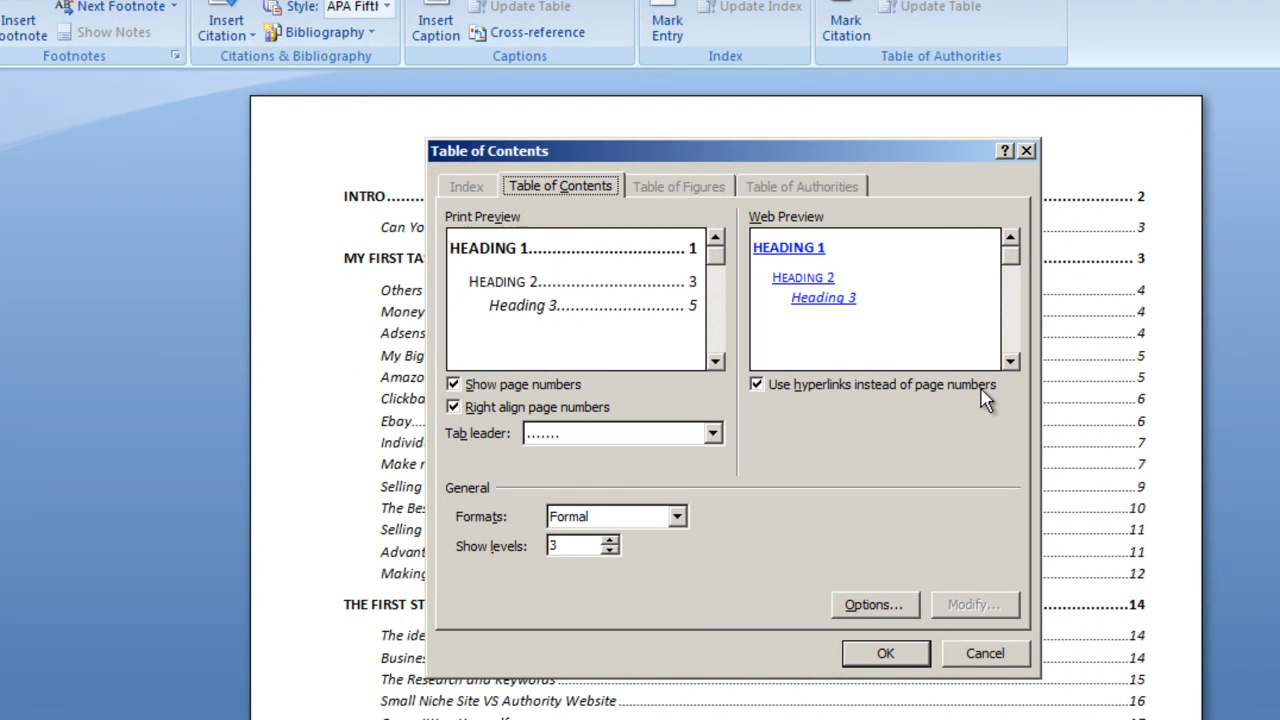 Insert
Footnote
Next Footnote
Show Notes
Footnotes
Insert
Citation
Style: APA Fifth
Bibliography
Citations & Bibliography
Insert
Caption
Update Table
Cross-reference
Captions
Mark
Entry
Update Index
Index
Mark
Citation
Update Table
Table of Authorities
Table of Contents
Index
Table of Contents
Table of Figures
Table of Authorities
Print Preview
HEADING 1............................... 1
HEADING 2............................. 3
Heading 3......................... 5
Show page numbers
Right align page numbers
Tab leader: .......
Web Preview
HEADING 1
HEADING 2
Heading 3
Use hyperlinks instead of page numbers
General
Formats: Formal
Show levels: 3
Options...
Modify...
OK
Cancel
INTRO 2
Can Yo 3
MY FIRST TA 3
Others 4
Money 4
Adsens 4
My Big 5
Amazo 5
Clickba 6
Ebay.... 6
Individ 7
Make 7
Selling 9
The Bes 10
Selling 11
Advant 11
Making 12
THE FIRST ST 14
The ide 14
Busines 14
The Research and Keywords 15
Small Niche Site VS Authority Website 16